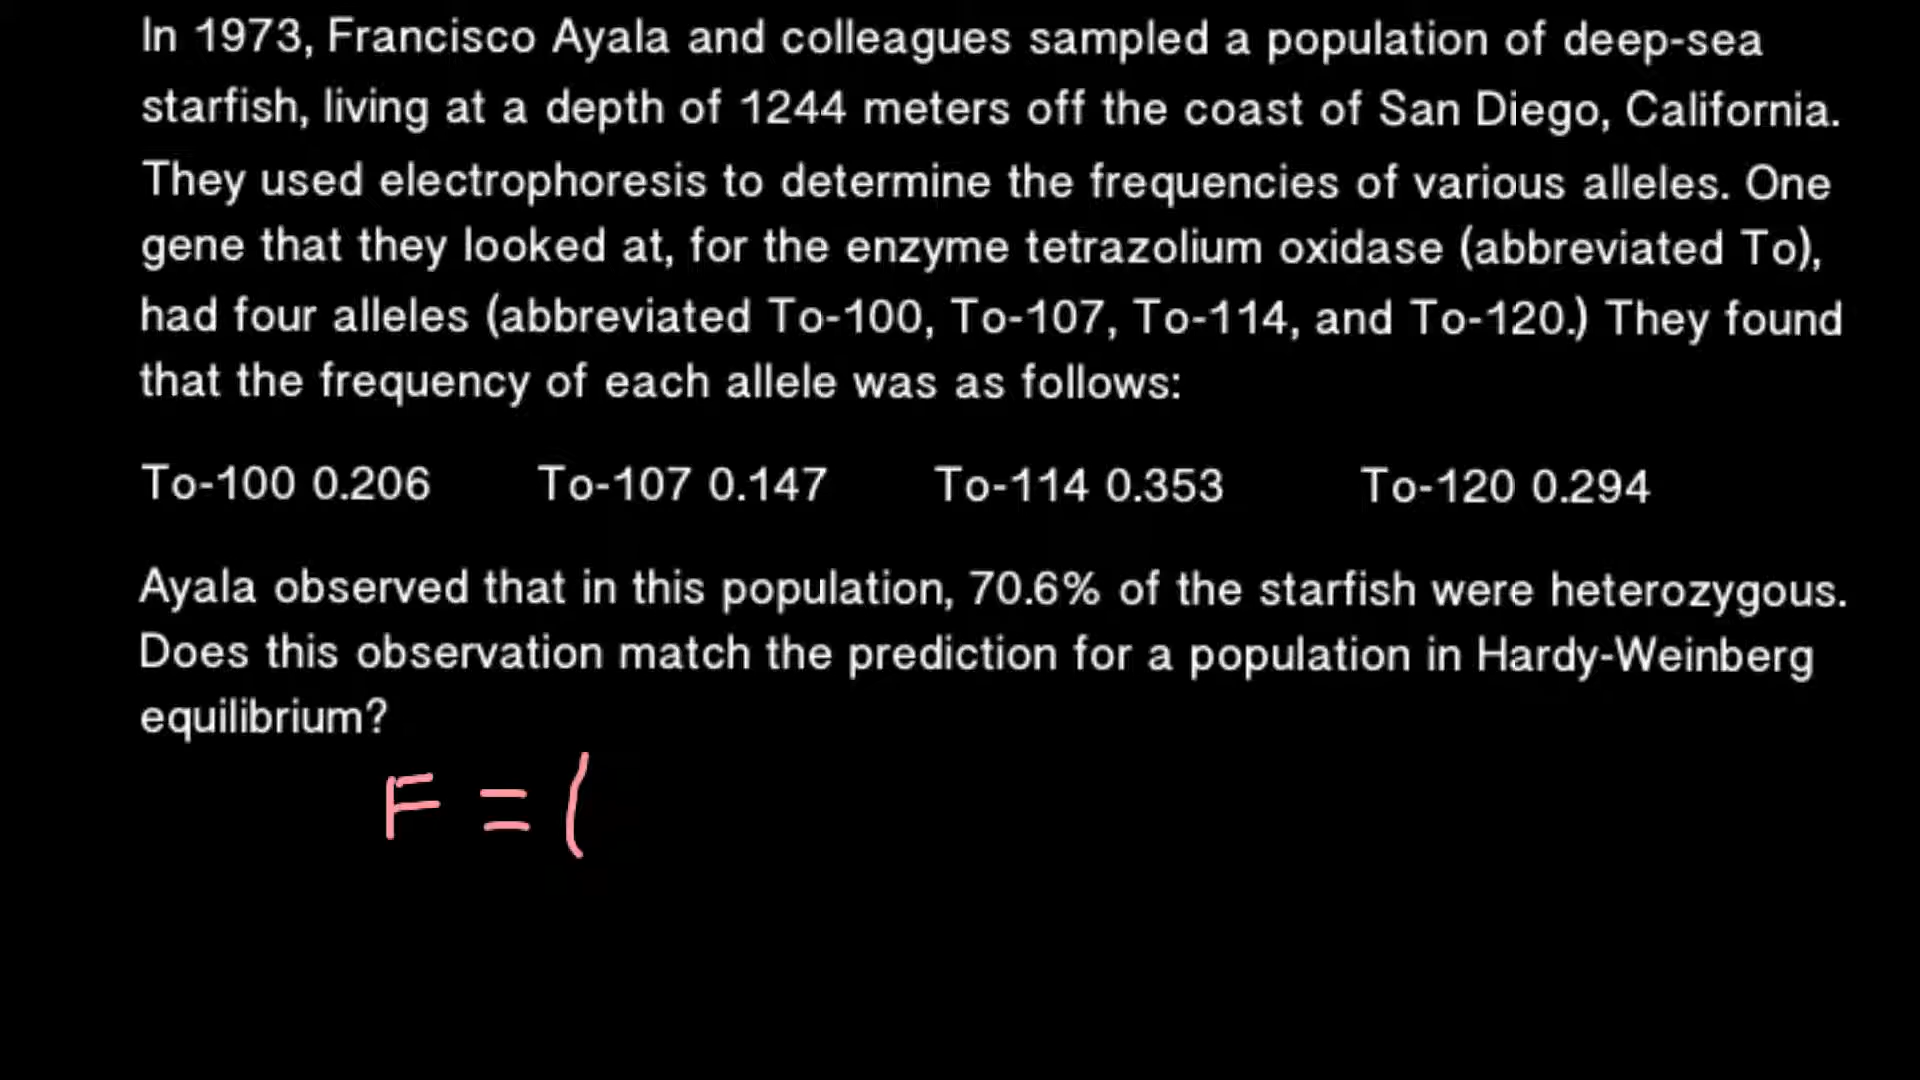 In 1973, Francisco Ayala and colleagues sampled a population of deep-sea
starfish, living at a depth of 1244 meters off the coast of San Diego, California.
They used electrophoresis to determine the frequencies of various alleles. One
gene that they looked at, for the enzyme tetrazolium oxidase (abbreviated To),
had four alleles (abbreviated To-100, To-107, To-114, and To-120.) They found
that the frequency of each allele was as follows:
To-100 0.206 To-107 0.147 To-114 0.353 To-120 0.294
Ayala observed that in this population, 70.6% of the starfish were heterozygous.
Does this observation match the prediction for a population in Hardy-Weinberg
equilibrium?
F = (